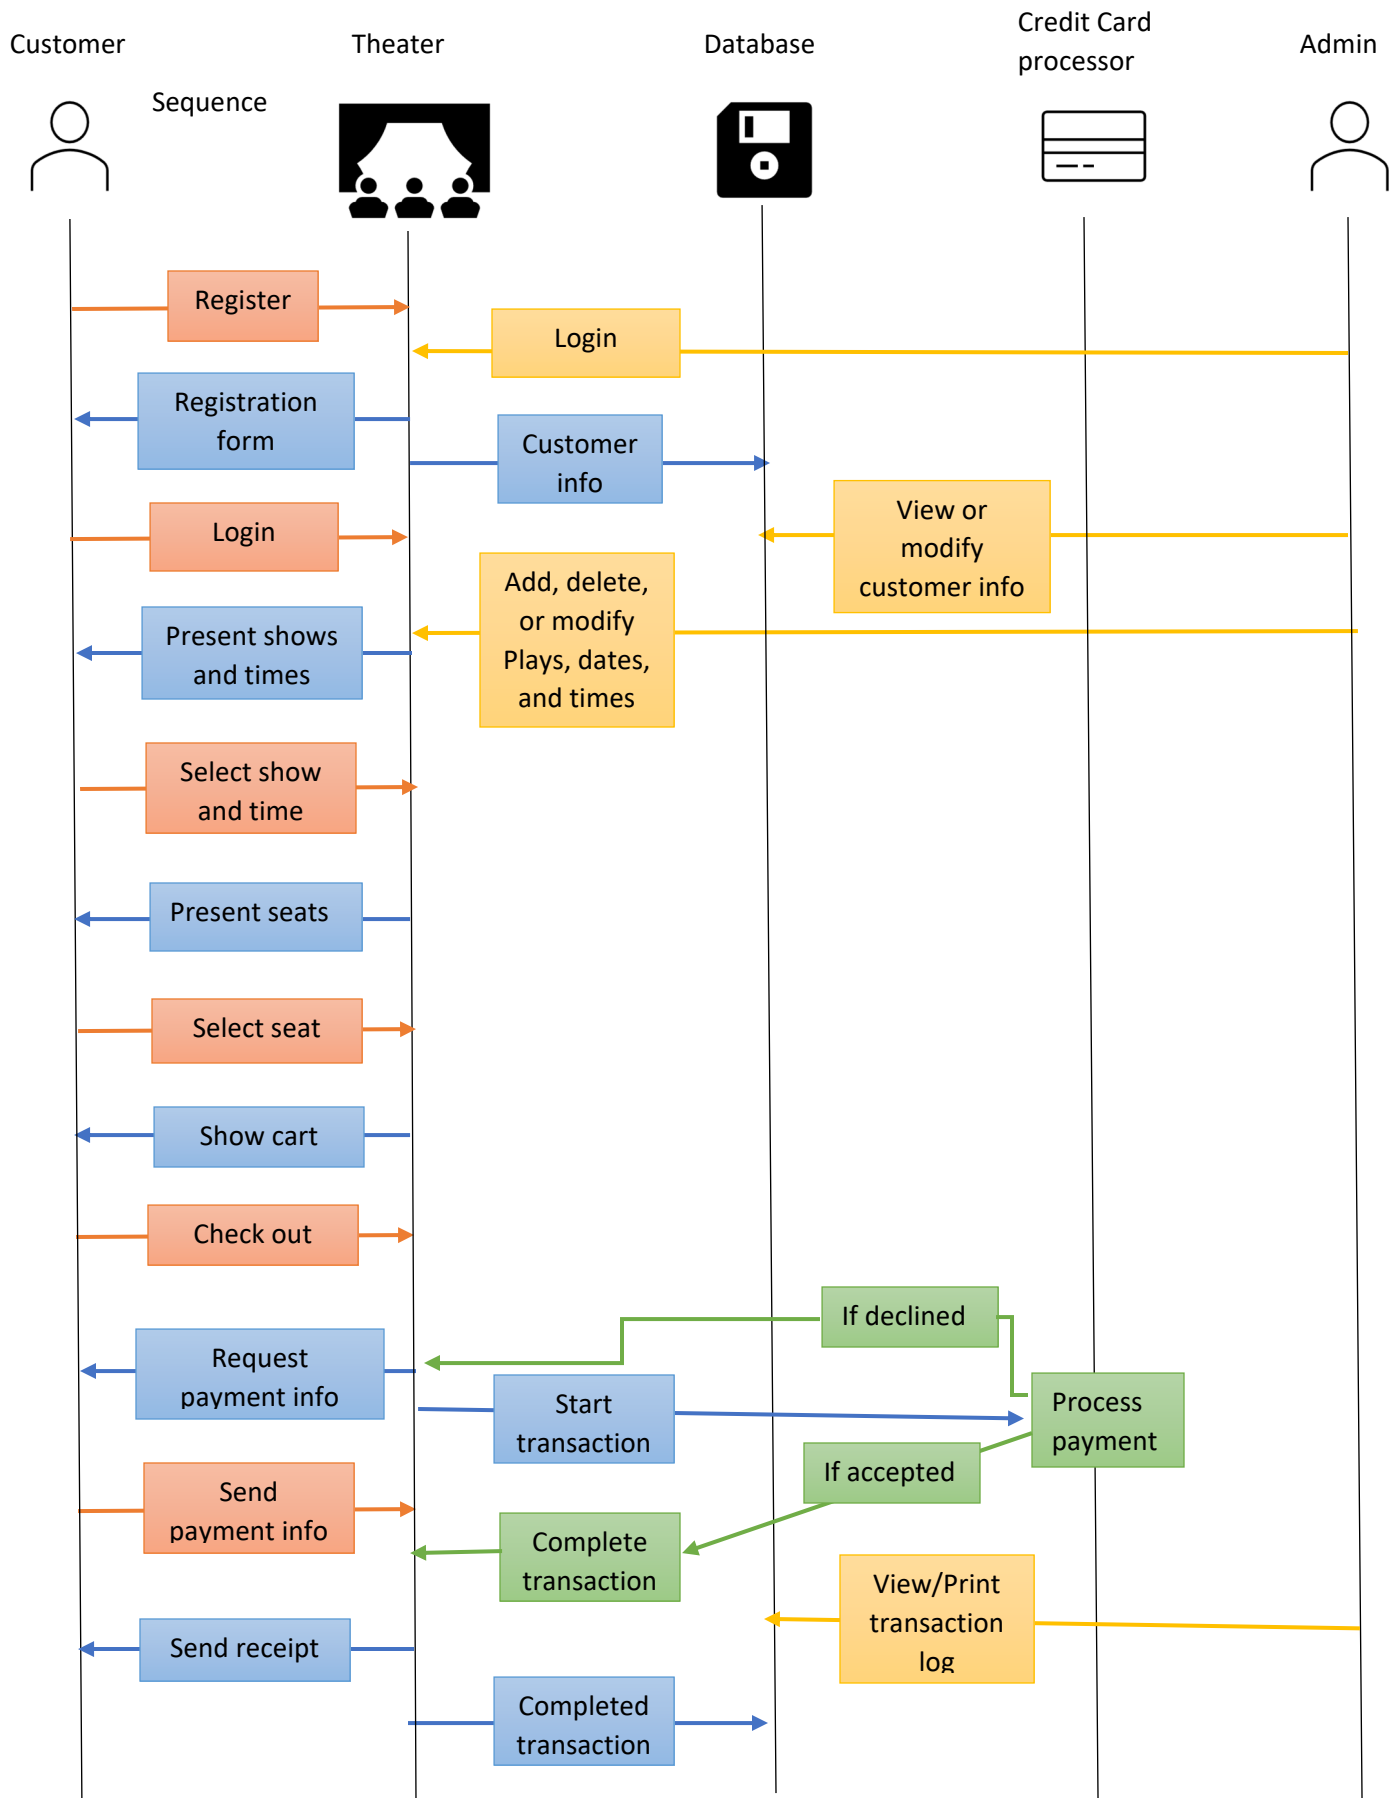 Customer
Theater
Database
Credit Card
processor
Admin
Sequence
Register
Login
Registration
form
Customer
info
Login
View or
modify
customer info
Add, delete,
or modify
Plays, dates,
and times
Present shows
and times
Select show
and time
Present seats
Select seat
Show cart
Check out
If declined
Request
payment info
Start
transaction
Process
payment
If accepted
Send
payment info
Complete
transaction
View/Print
transaction
log
Send receipt
Completed
transaction